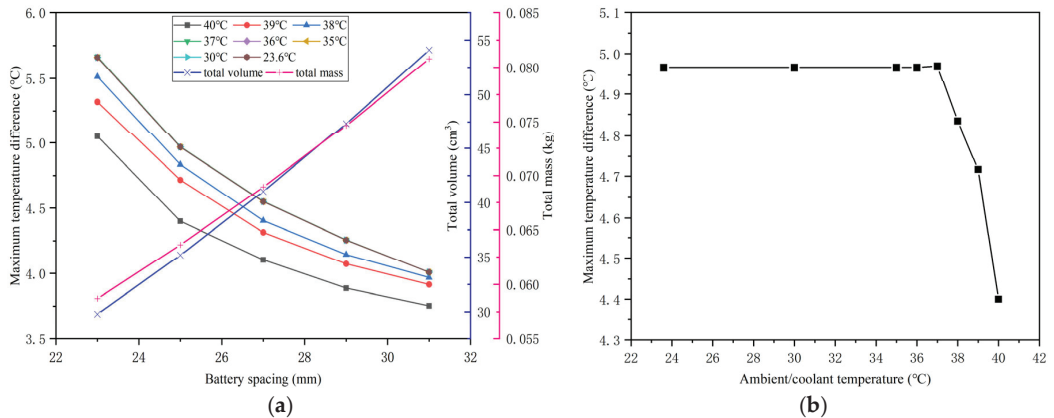 40℃ 39℃ 38℃
37℃ 36℃ 35℃
30℃ 23.6℃
total volume total mass
Maximum temperature difference (℃)
6.0
5.5
5.0
4.5
4.0
3.5
22 24 26 28 30 32
Battery spacing (mm)
55
50
45
40
35
30
Total volume (cm³)
0.085
0.080
0.075
0.070
0.065
0.060
0.055
Total mass (kg)
(a)
Maximum temperature difference (℃)
5.1
5.0
4.9
4.8
4.7
4.6
4.5
4.4
4.3
22 24 26 28 30 32 34 36 38 40 42
Ambient/coolant temperature (℃)
(b)